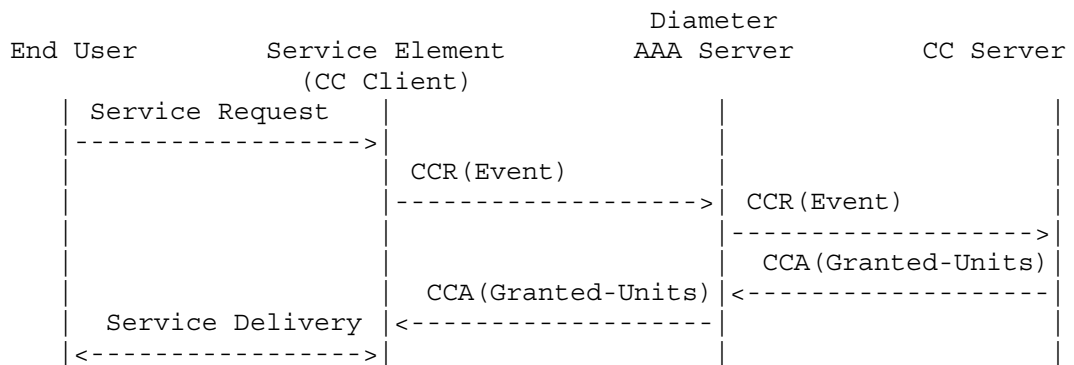 Diameter
End User Service Element AAA Server CC Server
(CC Client)
Service Request
CCR(Event)
CCR(Event)
CCA(Granted-Units)
CCA(Granted-Units)
Service Delivery